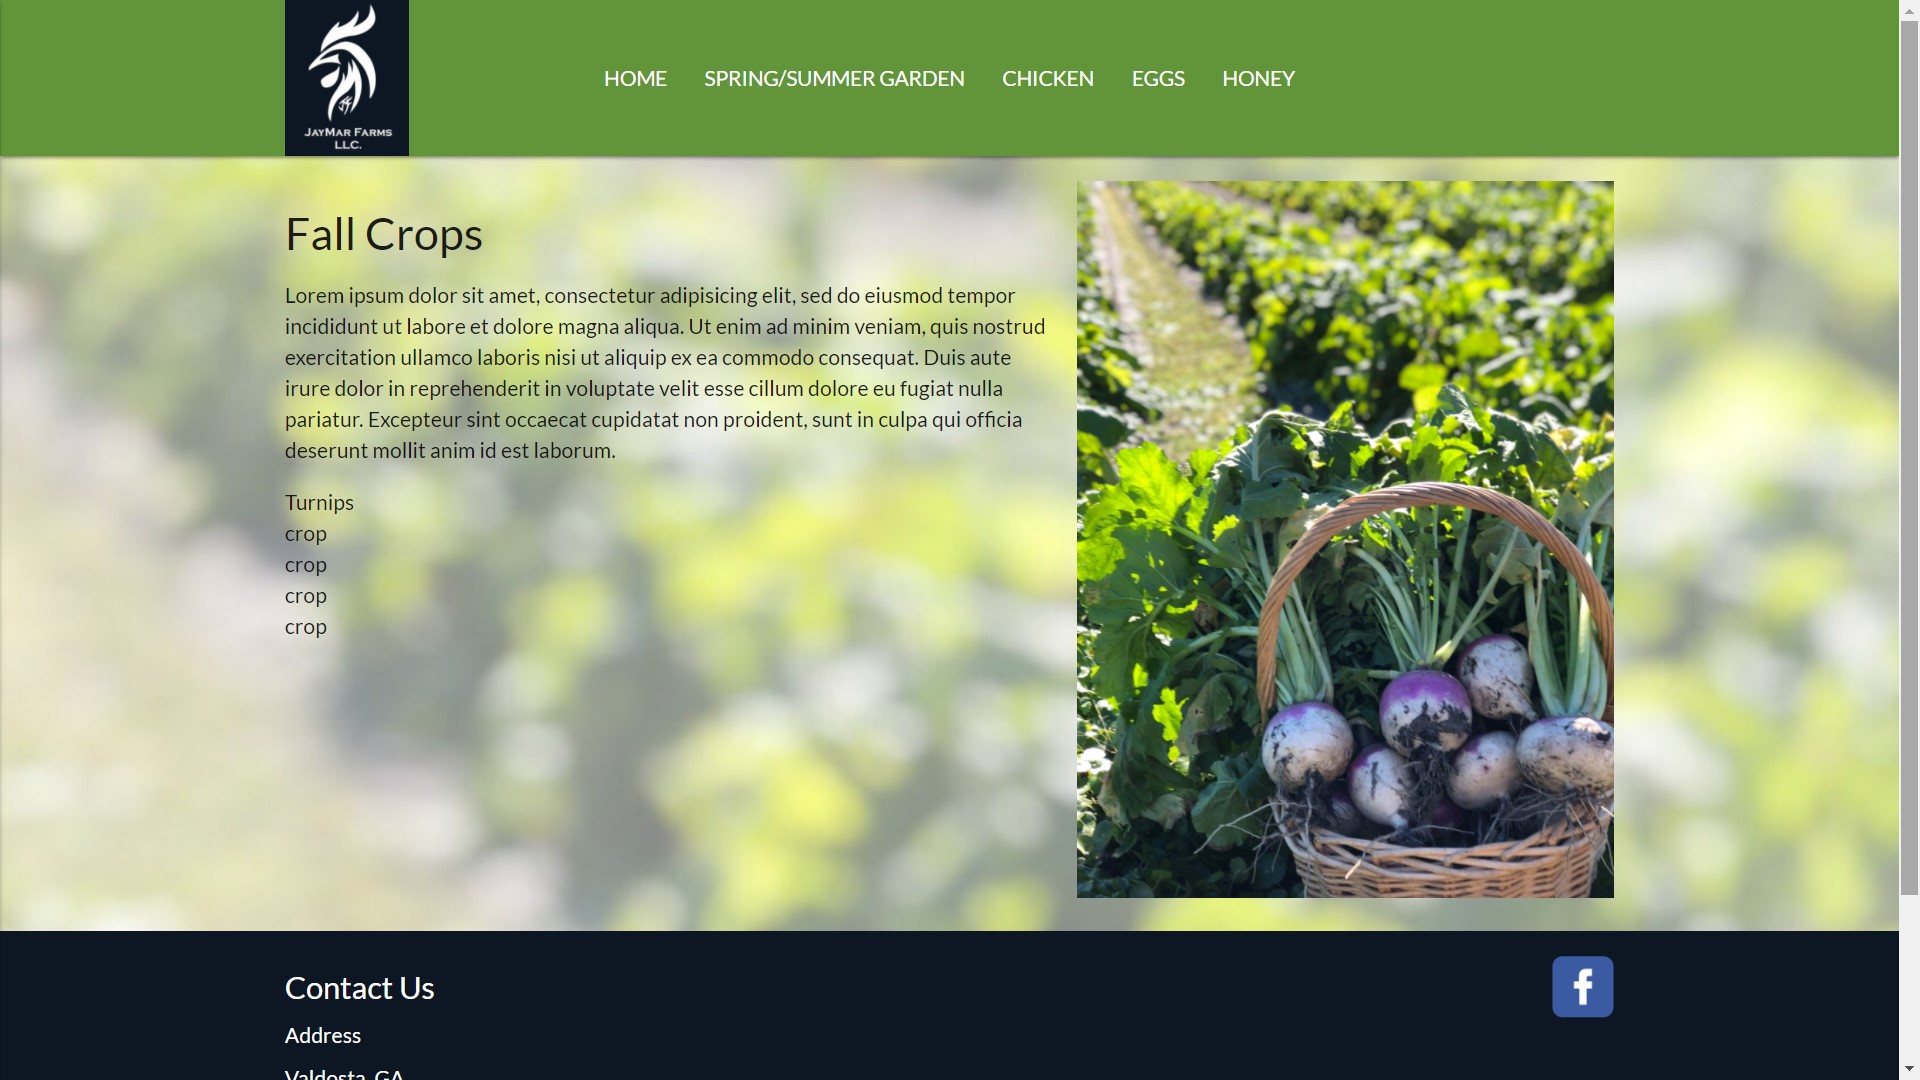 JAYMAR FARMS
LLC.
HOME SPRING/SUMMER GARDEN CHICKEN EGGS HONEY
Fall Crops
Lorem ipsum dolor sit amet, consectetur adipisicing elit, sed do eiusmod tempor
incididunt ut labore et dolore magna aliqua. Ut enim ad minim veniam, quis nostrud
exercitation ullamco laboris nisi ut aliquip ex ea commodo consequat. Duis aute
irure dolor in reprehenderit in voluptate velit esse cillum dolore eu fugiat nulla
pariatur. Excepteur sint occaecat cupidatat non proident, sunt in culpa qui officia
deserunt mollit anim id est laborum.
Turnips
crop
crop
crop
crop
Contact Us
f
Address
Valdosta, GA